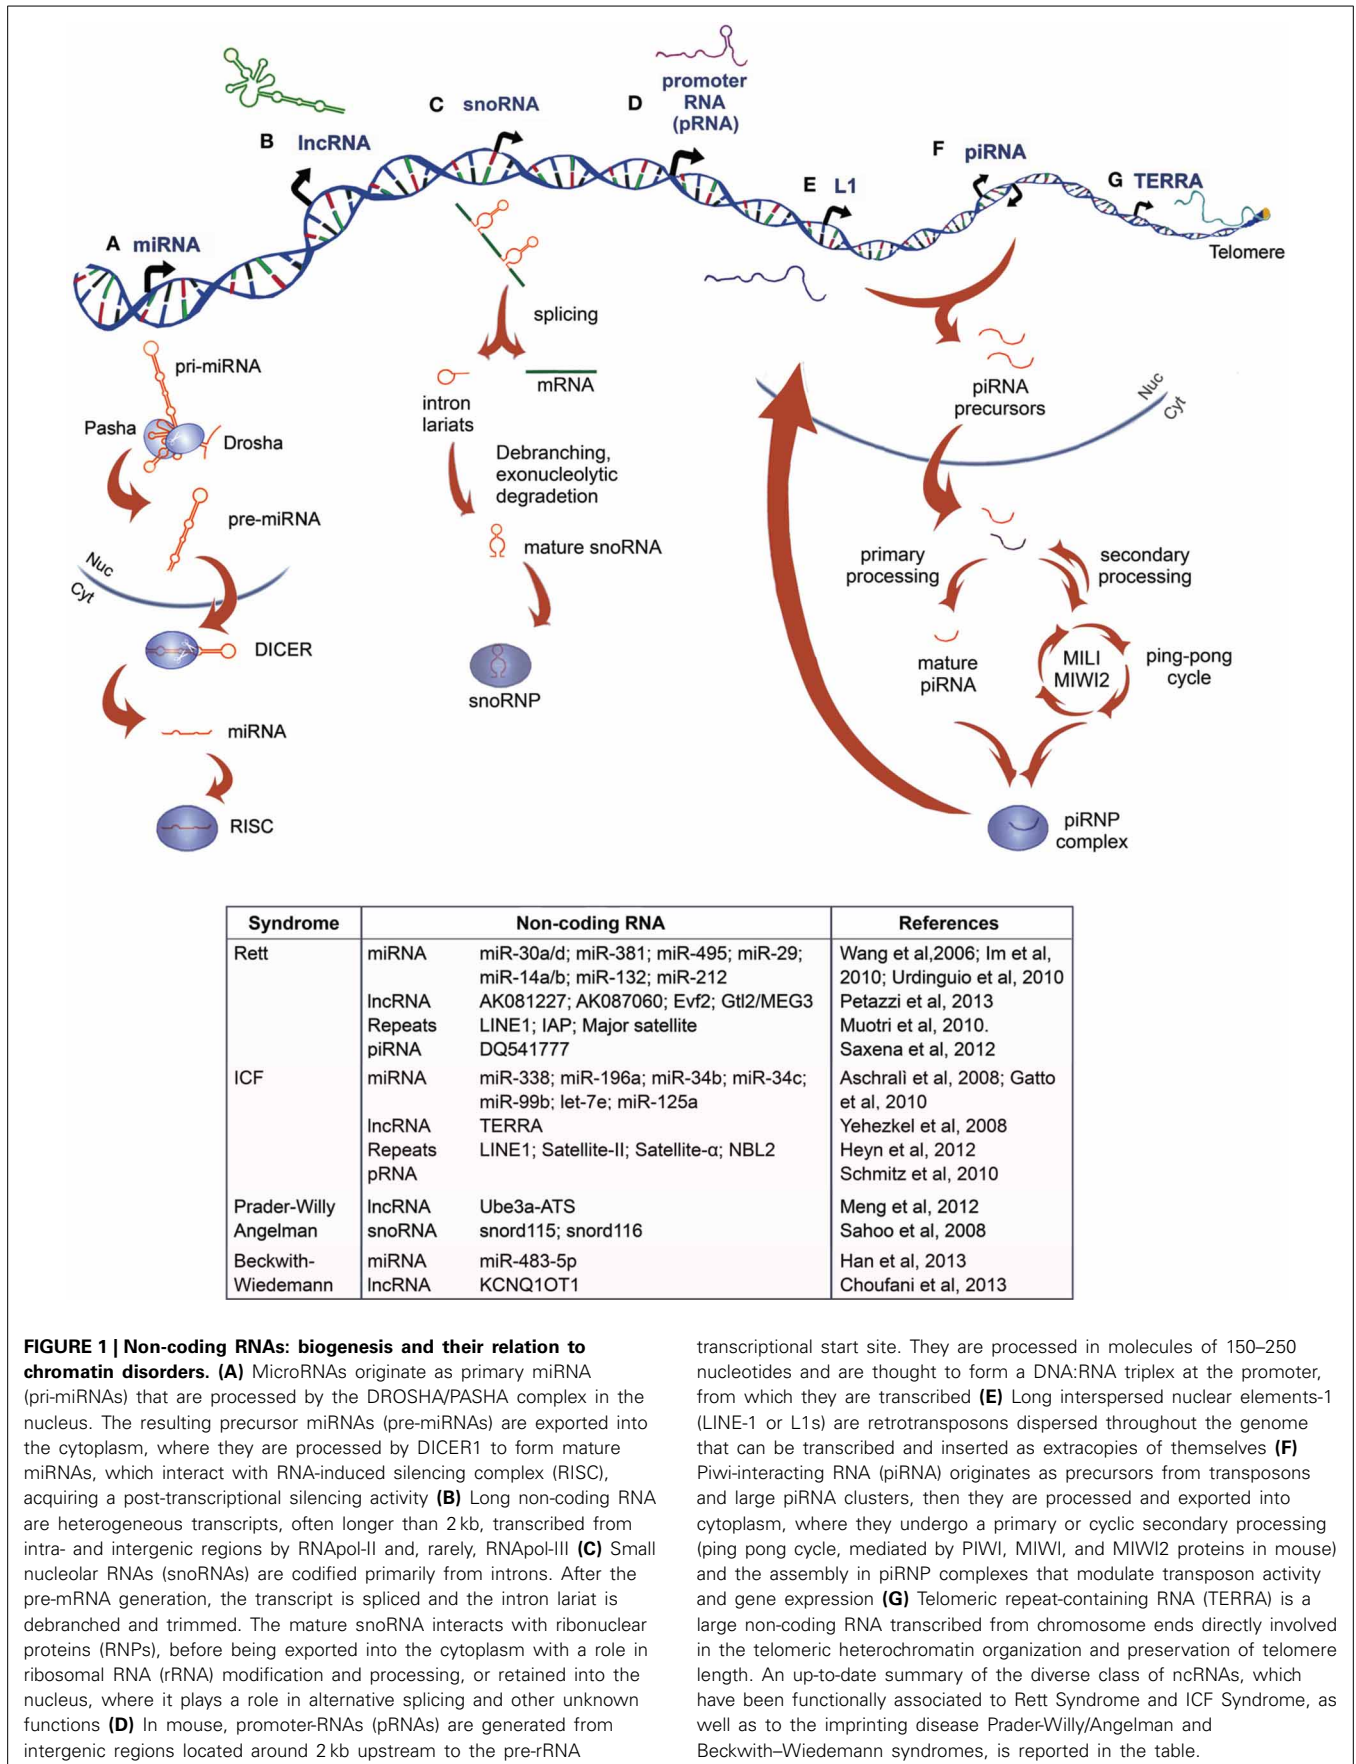 C snoRNA
D
promoter
RNA
(pRNA)
B lncRNA
F piRNA
E L1
G TERRA
Telomere
A miRNA
splicing
pri-miRNA
Pasha
Drosha
intron
lariats
mRNA
piRNA
precursors
Nuc
Cyt
Debranching,
exonucleolytic
degradetion
pre-miRNA
mature snoRNA
primary
processing
secondary
processing
Nuc
Cyt
DICER
snoRNP
mature
piRNA
MILI
MIWI2
ping-pong
cycle
miRNA
RISC
piRNP
complex
Syndrome Non-coding RNA References
Rett miRNA miR-30a/d; miR-381; miR-495; miR-29; Wang et al,2006; Im et al,
miR-14a/b; miR-132; miR-212 2010; Urdinguio et al, 2010
lncRNA AK081227; AK087060; Evf2; Gtl2/MEG3 Petazzi et al, 2013
Repeats LINE1; IAP; Major satellite Muotri et al, 2010.
piRNA DQ541777 Saxena et al, 2012
ICF miRNA miR-338; miR-196a; miR-34b; miR-34c; Aschralì et al, 2008; Gatto
miR-99b; let-7e; miR-125a et al, 2010
lncRNA TERRA Yehezkel et al, 2008
Repeats LINE1; Satellite-II; Satellite-α; NBL2 Heyn et al, 2012
pRNA Schmitz et al, 2010
Prader-Willy lncRNA Ube3a-ATS Meng et al, 2012
Angelman snoRNA snord115; snord116 Sahoo et al, 2008
Beckwith- miRNA miR-483-5p Han et al, 2013
Wiedemann lncRNA KCNQ1OT1 Choufani et al, 2013
FIGURE 1 | Non-coding RNAs: biogenesis and their relation to
chromatin disorders. (A) MicroRNAs originate as primary miRNA
(pri-miRNAs) that are processed by the DROSHA/PASHA complex in the
nucleus. The resulting precursor miRNAs (pre-miRNAs) are exported into
the cytoplasm, where they are processed by DICER1 to form mature
miRNAs, which interact with RNA-induced silencing complex (RISC),
acquiring a post-transcriptional silencing activity (B) Long non-coding RNA
are heterogeneous transcripts, often longer than 2 kb, transcribed from
intra- and intergenic regions by RNApol-II and, rarely, RNApol-III (C) Small
nucleolar RNAs (snoRNAs) are codified primarily from introns. After the
pre-mRNA generation, the transcript is spliced and the intron lariat is
debranched and trimmed. The mature snoRNA interacts with ribonuclear
proteins (RNPs), before being exported into the cytoplasm with a role in
ribosomal RNA (rRNA) modification and processing, or retained into the
nucleus, where it plays a role in alternative splicing and other unknown
functions (D) In mouse, promoter-RNAs (pRNAs) are generated from
intergenic regions located around 2 kb upstream to the pre-rRNA
transcriptional start site. They are processed in molecules of 150–250
nucleotides and are thought to form a DNA:RNA triplex at the promoter,
from which they are transcribed (E) Long interspersed nuclear elements-1
(LINE-1 or L1s) are retrotransposons dispersed throughout the genome
that can be transcribed and inserted as extracopies of themselves (F)
Piwi-interacting RNA (piRNA) originates as precursors from transposons
and large piRNA clusters, then they are processed and exported into
cytoplasm, where they undergo a primary or cyclic secondary processing
(ping pong cycle, mediated by PIWI, MIWI, and MIWI2 proteins in mouse)
and the assembly in piRNP complexes that modulate transposon activity
and gene expression (G) Telomeric repeat-containing RNA (TERRA) is a
large non-coding RNA transcribed from chromosome ends directly involved
in the telomeric heterochromatin organization and preservation of telomere
length. An up-to-date summary of the diverse class of ncRNAs, which
have been functionally associated to Rett Syndrome and ICF Syndrome, as
well as to the imprinting disease Prader-Willy/Angelman and
Beckwith–Wiedemann syndromes, is reported in the table.